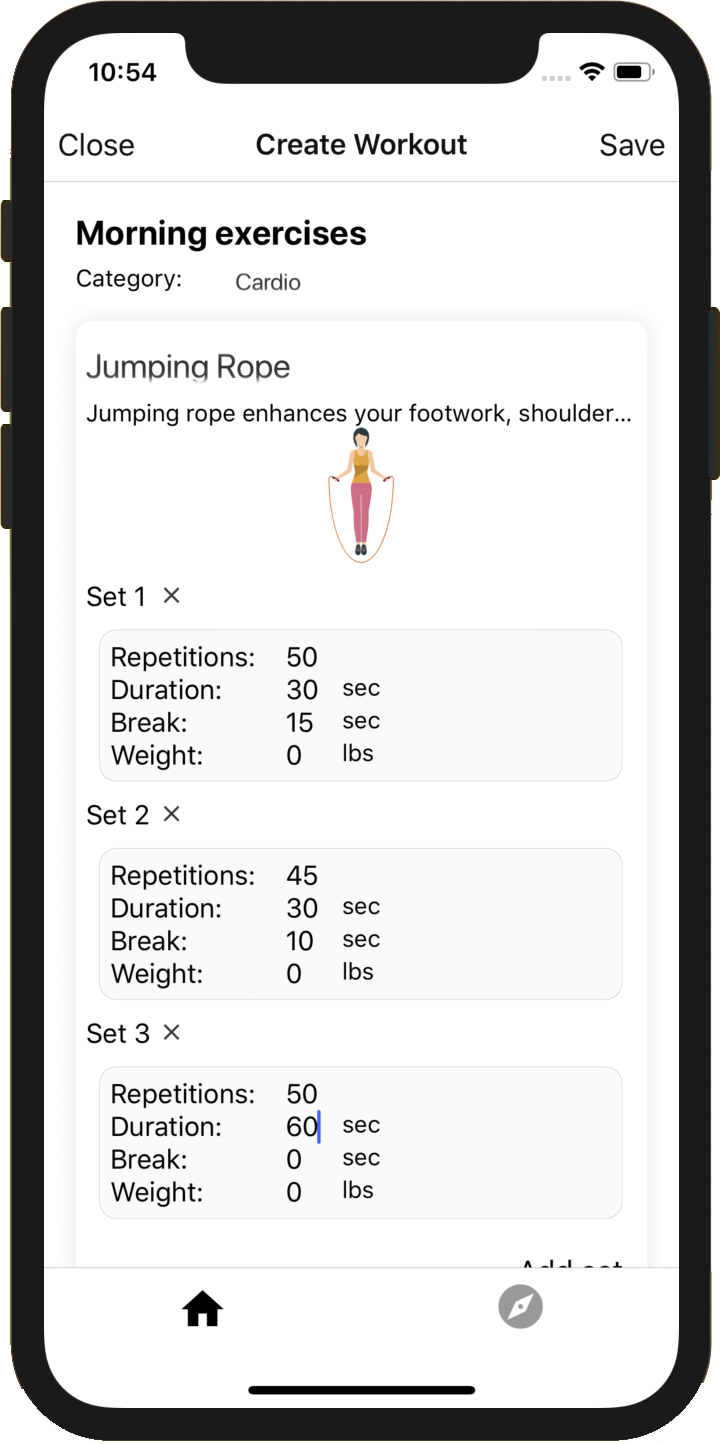 10:54
Close Create Workout Save
Morning exercises
Category: Cardio
Jumping Rope
Jumping rope enhances your footwork, shoulder...
Set 1 ×
Repetitions: 50
Duration: 30 sec
Break: 15 sec
Weight: 0 lbs
Set 2 ×
Repetitions: 45
Duration: 30 sec
Break: 10 sec
Weight: 0 lbs
Set 3 ×
Repetitions: 50
Duration: 60 sec
Break: 0 sec
Weight: 0 lbs
Add set